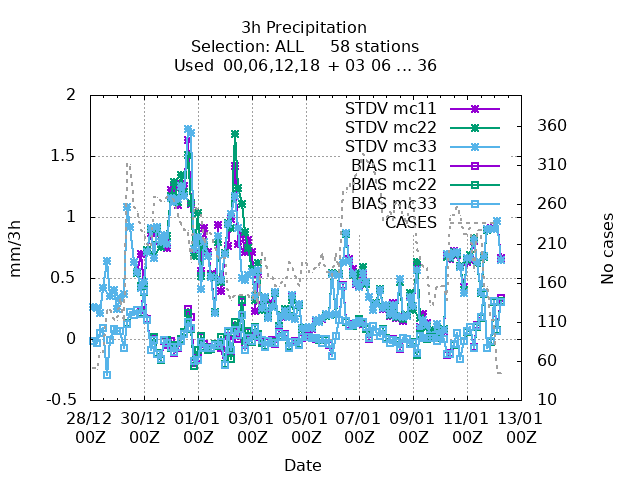 3h Precipitation
Selection: ALL 58 stations
Used 00,06,12,18 + 03 06 ... 36
mm/3h
2
1.5
1
0.5
0
-0.5
STDV mc11
STDV mc22
STDV mc33
BIAS mc11
BIAS mc22
BIAS mc33
CASES
360
310
260
210
160
110
60
10
No cases
28/12 30/12 01/01 03/01 05/01 07/01 09/01 11/01 13/01
00Z 00Z 00Z 00Z 00Z 00Z 00Z 00Z 00Z
Date